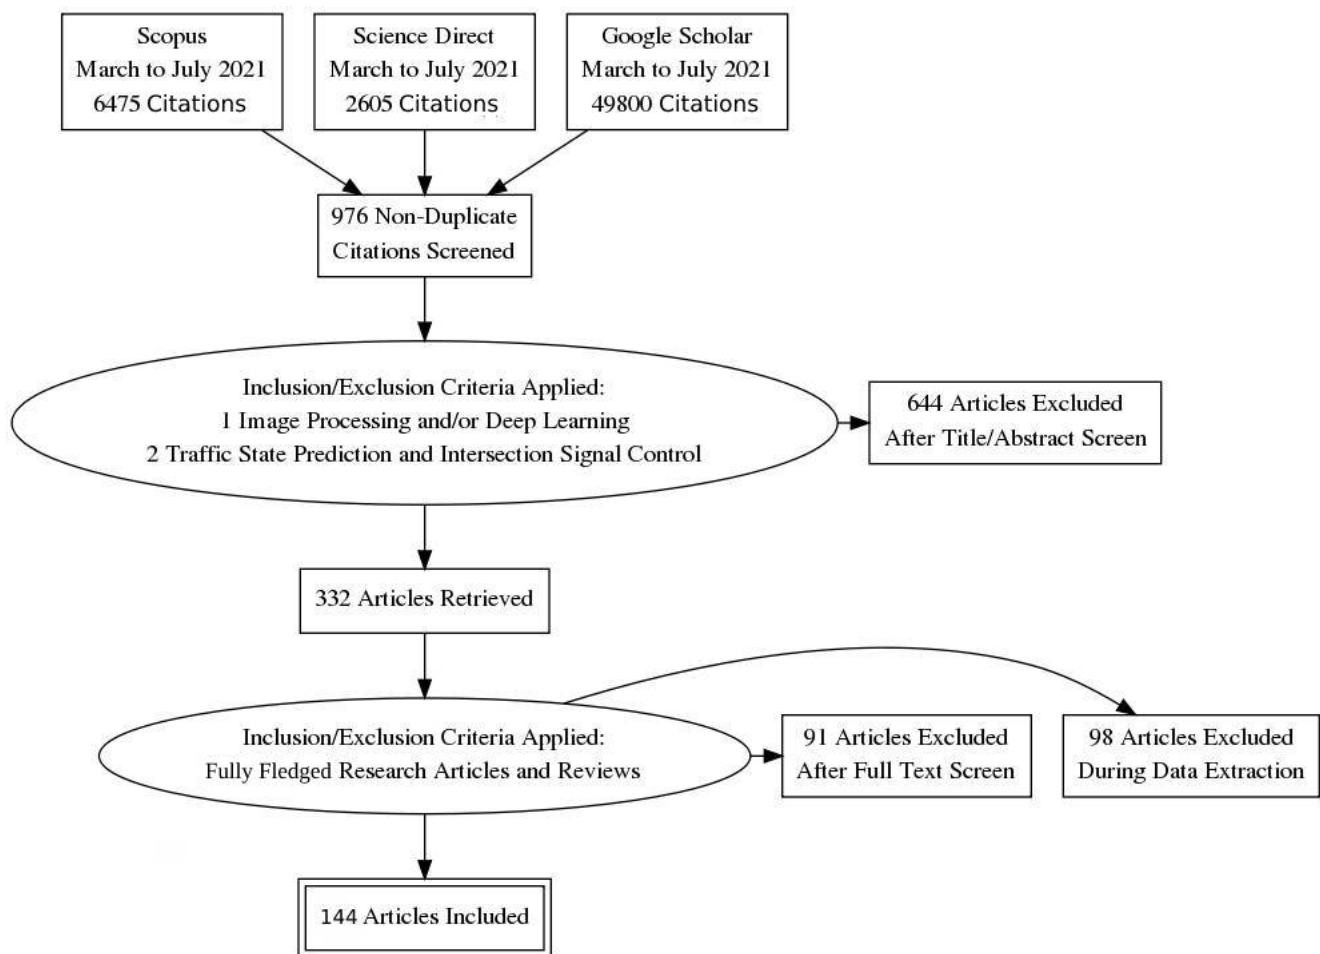 Scopus
March to July 2021
6475 Citations
Science Direct
March to July 2021
2605 Citations
Google Scholar
March to July 2021
49800 Citations
976 Non-Duplicate
Citations Screened
Inclusion/Exclusion Criteria Applied:
1 Image Processing and/or Deep Learning
2 Traffic State Prediction and Intersection Signal Control
644 Articles Excluded
After Title/Abstract Screen
332 Articles Retrieved
Inclusion/Exclusion Criteria Applied:
Fully Fledged Research Articles and Reviews
91 Articles Excluded
After Full Text Screen
98 Articles Excluded
During Data Extraction
144 Articles Included